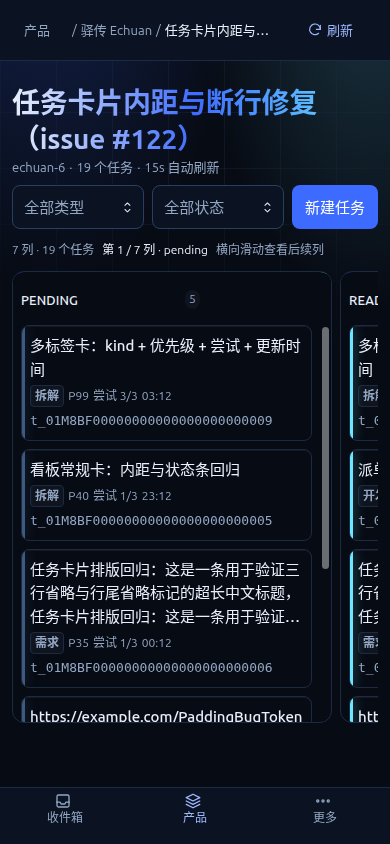 产品 / 驿传 Echuan / 任务卡片内距与... 刷新
任务卡片内距与断行修复
（issue #122）
echuan-6 · 19 个任务 · 15s 自动刷新
全部类型 全部状态 新建任务
7 列 · 19 个任务 第 1 / 7 列 · pending 横向滑动查看后续列
PENDING 5
多标签卡：kind + 优先级 + 尝试 + 更新时
间
拆解 P99 尝试 3/3 03:12
t_01M8BF00000000000000000009
看板常规卡：内距与状态条回归
拆解 P40 尝试 1/3 23:12
t_01M8BF00000000000000000005
任务卡片排版回归：这是一条用于验证三
行省略与行尾省略标记的超长中文标题，
任务卡片排版回归：这是一条用于验证...
需求 P35 尝试 1/3 00:12
t_01M8BF00000000000000000006
https://example.com/PaddingBugToken
收件箱 产品 更多